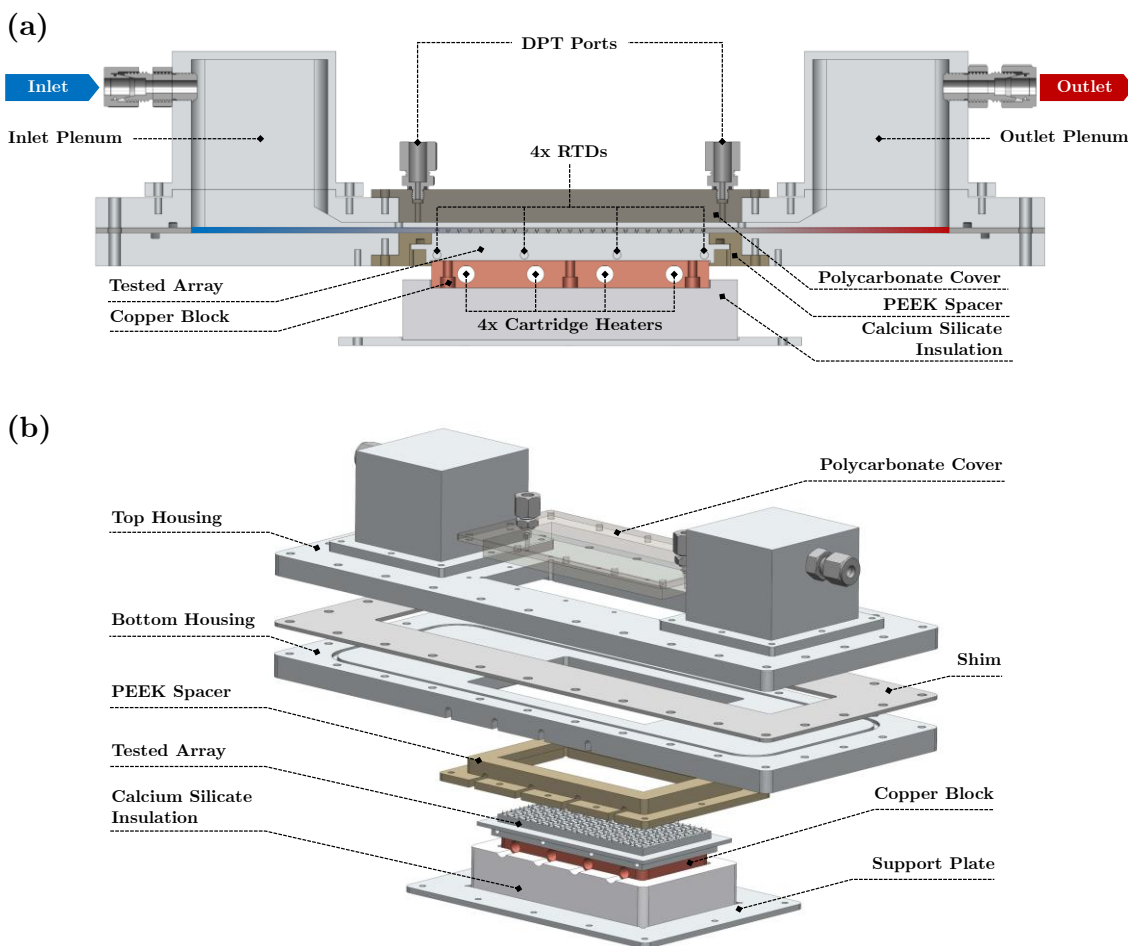 (a)
DPT Ports
Inlet
Outlet
Inlet Plenum
Outlet Plenum
4x RTDs
Tested Array
Copper Block
4x Cartridge Heaters
Polycarbonate Cover
PEEK Spacer
Calcium Silicate
Insulation
(b)
Polycarbonate Cover
Top Housing
Bottom Housing
Shim
PEEK Spacer
Tested Array
Calcium Silicate
Insulation
Copper Block
Support Plate